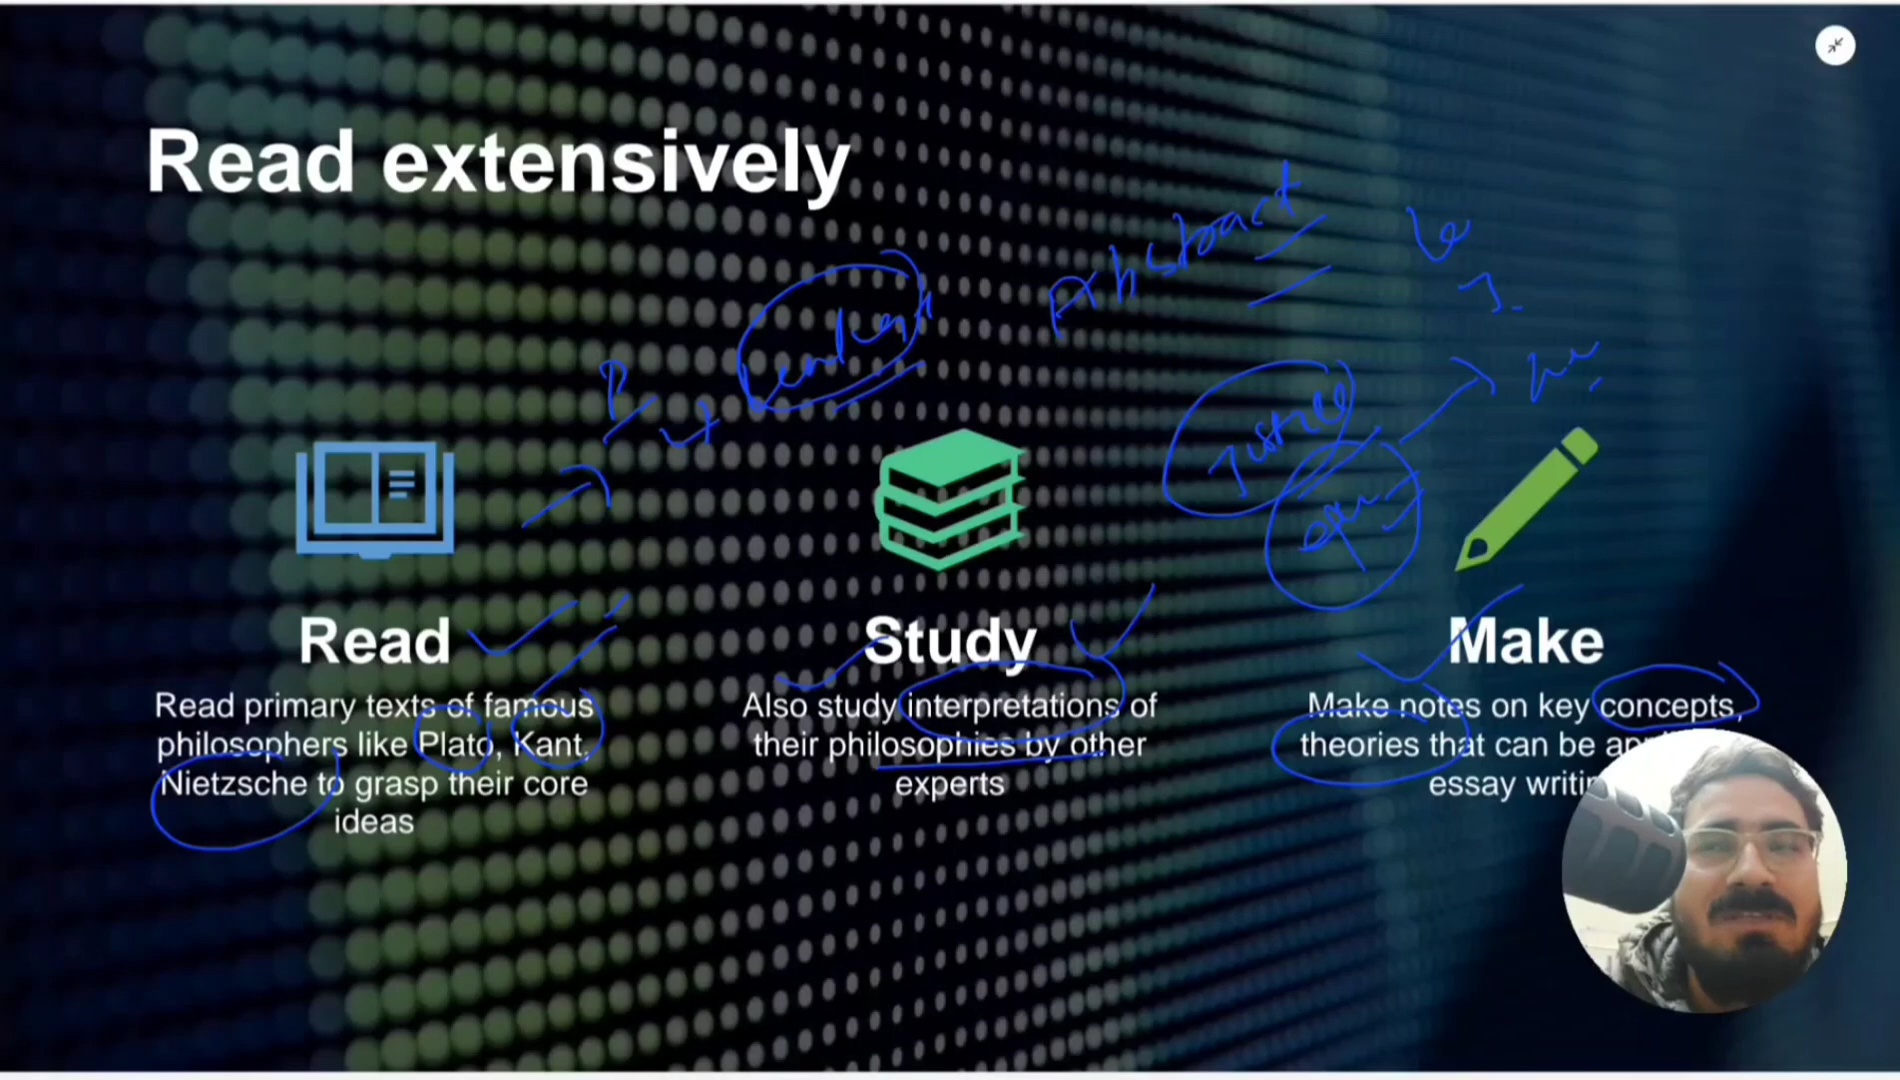 Read extensively
Abstract
Justice
Read
Read primary texts of famous
philosophers like Plato, Kant,
Nietzsche to grasp their core
ideas
Study
Also study interpretations of
their philosophies by other
experts
Make
Make notes on key concepts,
theories that can be
essay